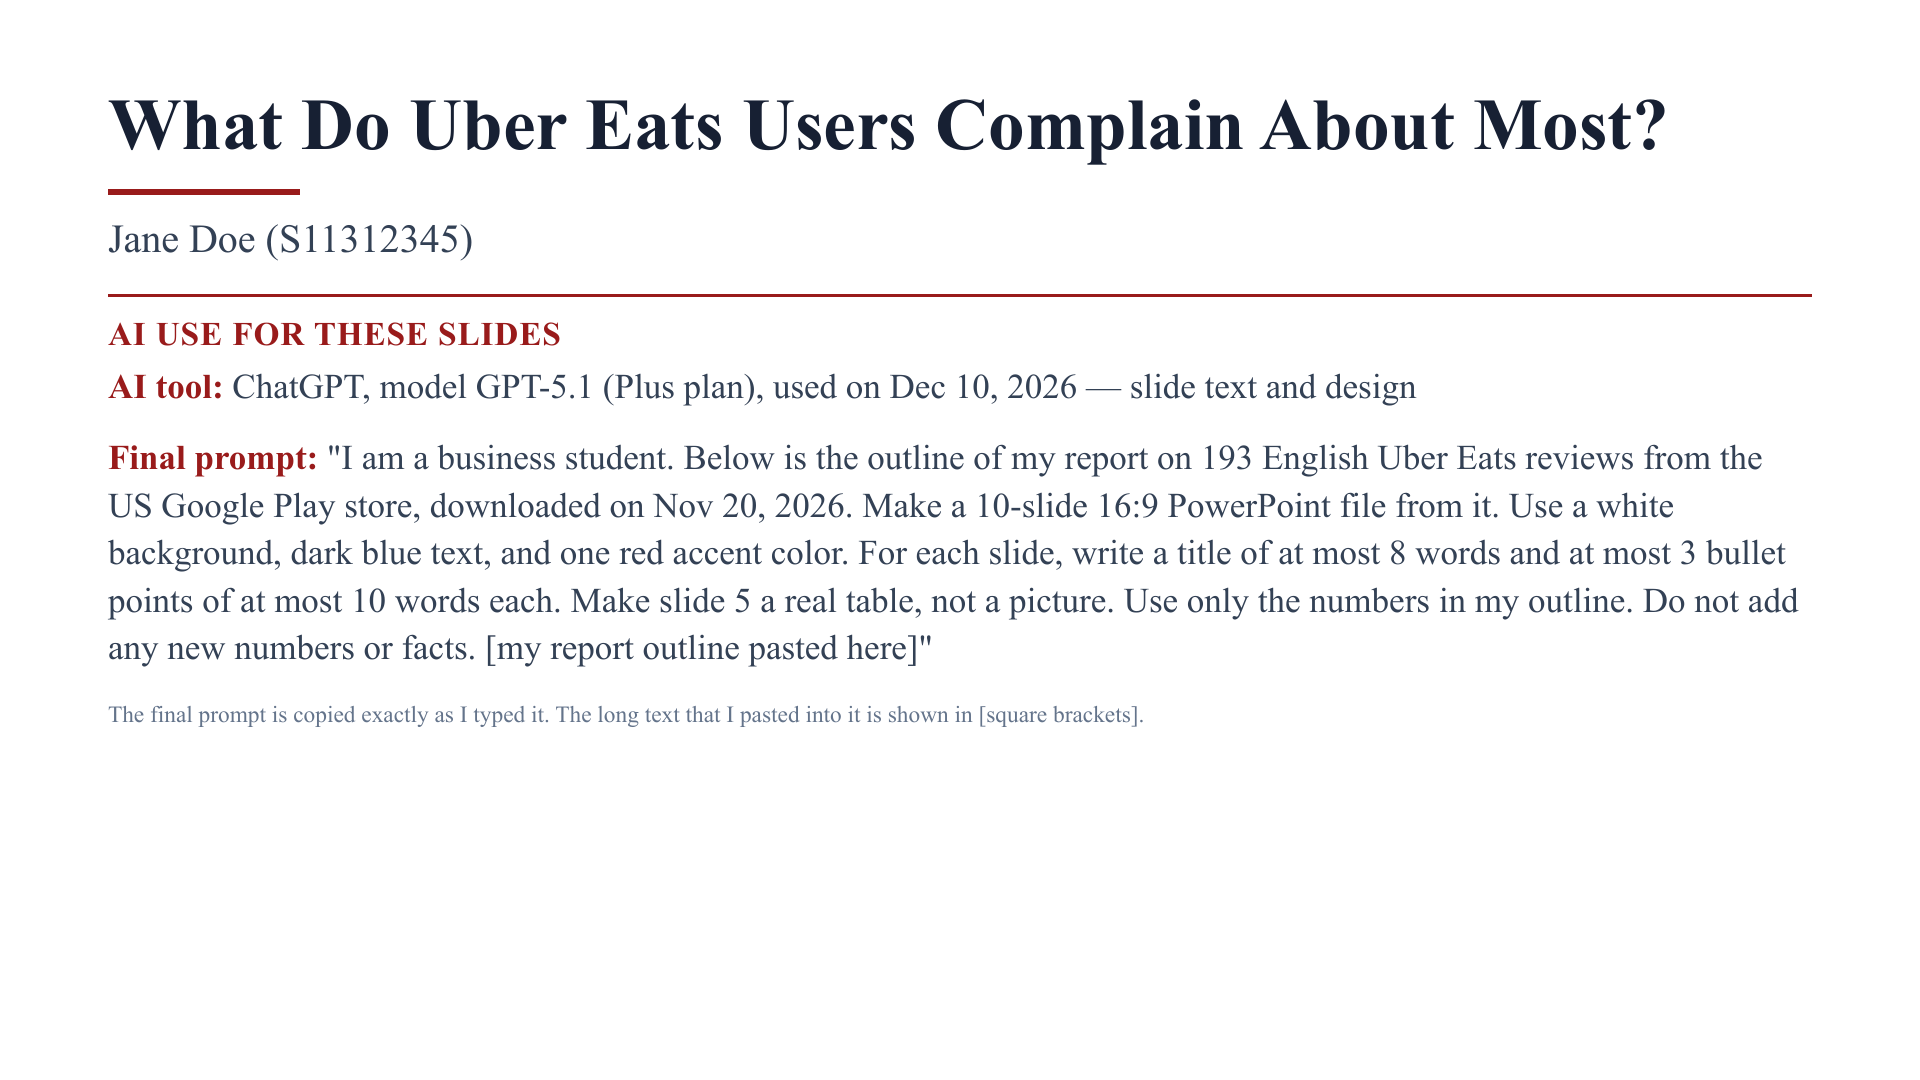 What Do Uber Eats Users Complain About Most?
Jane Doe (S11312345)
AI USE FOR THESE SLIDES
AI tool: ChatGPT, model GPT-5.1 (Plus plan), used on Dec 10, 2026 — slide text and design
Final prompt: "I am a business student. Below is the outline of my report on 193 English Uber Eats reviews from the
US Google Play store, downloaded on Nov 20, 2026. Make a 10-slide 16:9 PowerPoint file from it. Use a white
background, dark blue text, and one red accent color. For each slide, write a title of at most 8 words and at most 3 bullet
points of at most 10 words each. Make slide 5 a real table, not a picture. Use only the numbers in my outline. Do not add
any new numbers or facts. [my report outline pasted here]"
The final prompt is copied exactly as I typed it. The long text that I pasted into it is shown in [square brackets].